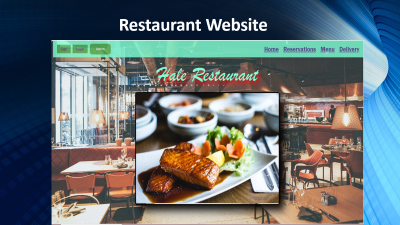 Restaurant Website
Home Reservations Menu Delivery
Hale Restaurant